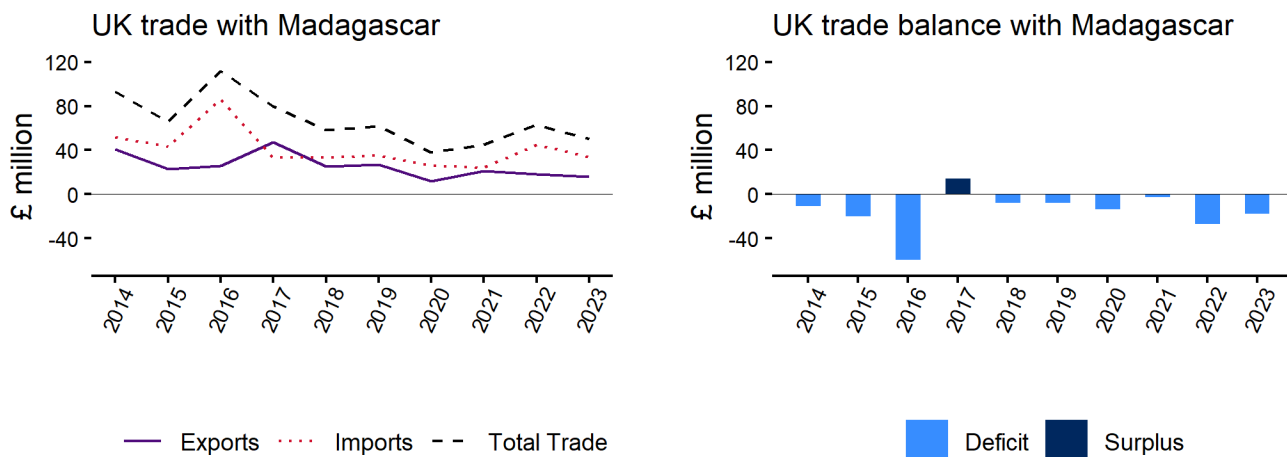 UK trade with Madagascar
£ million
120
80
40
0
-40
2014 2015 2016 2017 2018 2019 2020 2021 2022 2023
Exports Imports Total Trade
UK trade balance with Madagascar
£ million
120
80
40
0
-40
2014 2015 2016 2017 2018 2019 2020 2021 2022 2023
Deficit Surplus